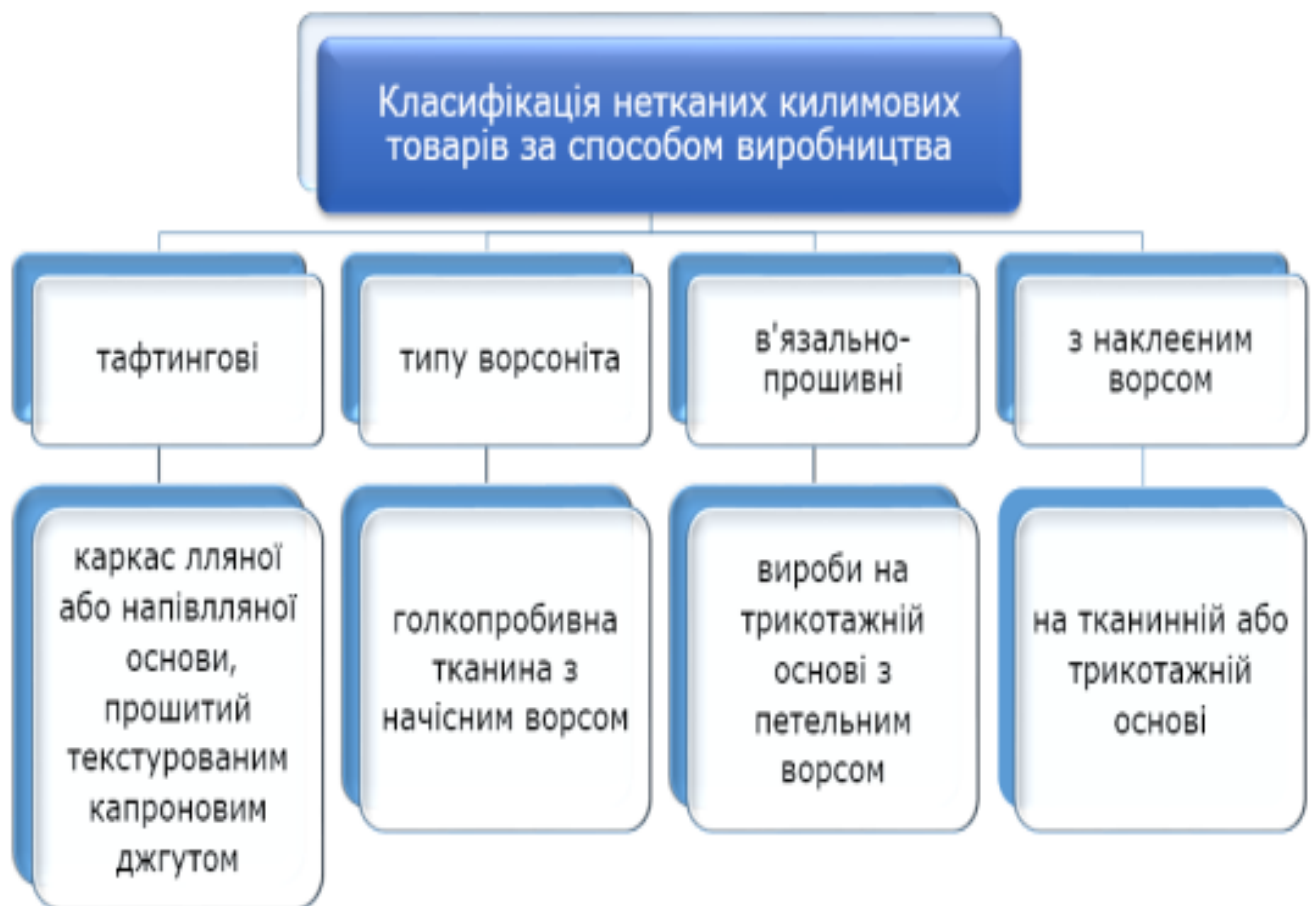 Класифікація нетканих килимових
товарів за способом виробництва
тафтингові
типу ворсоніта
в'язально-
прошивні
з наклеєним
ворсом
каркас лляної
або напівлляної
основи,
прошитий
текстурованим
капроновим
джгутом
голкопробивна
тканина з
начісним ворсом
вироби на
трикотажній
основі з
петельним
ворсом
на тканинній або
трикотажній
основі